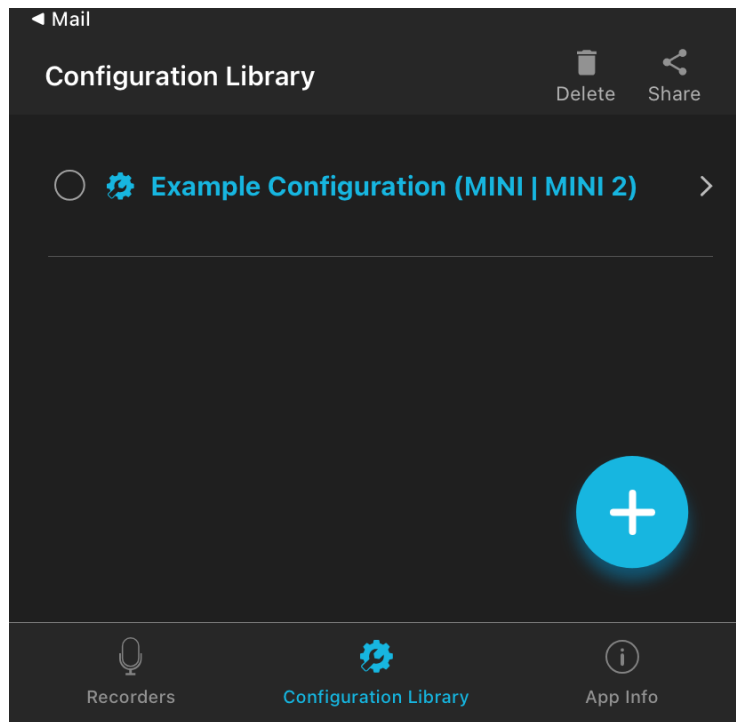 ◀ Mail
Configuration Library
Delete Share
Example Configuration (MINI | MINI 2)
Recorders Configuration Library App Info